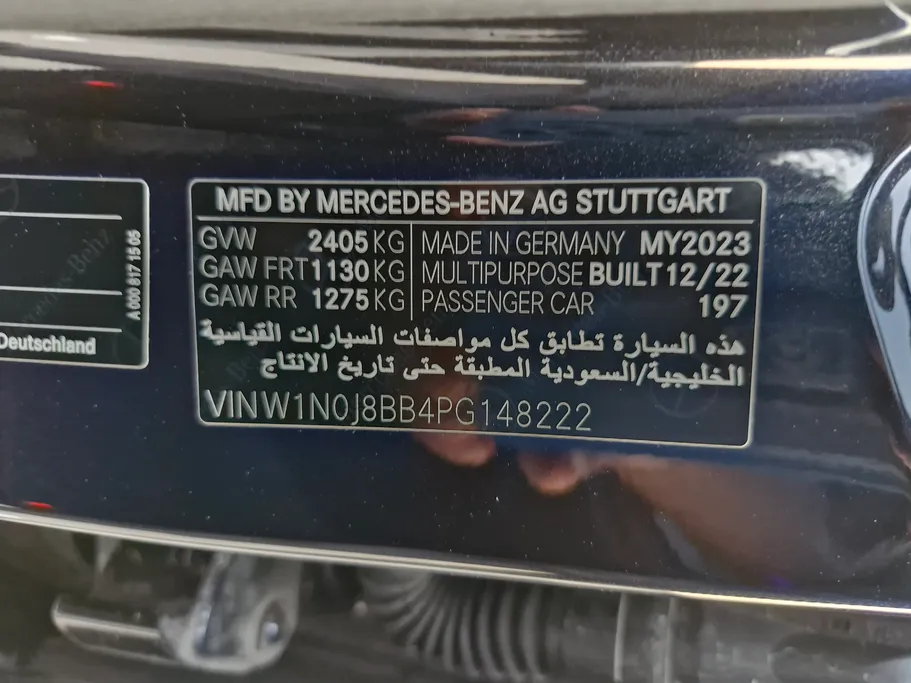 A 000 817 15 05
Deutschland
MFD BY MERCEDES-BENZ AG STUTTGART
GVW 2405 KG MADE IN GERMANY MY2023
GAW FRT 1130 KG MULTIPURPOSE BUILT 12/22
GAW RR 1275 KG PASSENGER CAR 197
هذه السيارة تطابق كل مواصفات السيارات القياسية
الخليجية/السعودية المطبقة حتى تاريخ الانتاج
VINW1N0J8BB4PG148222